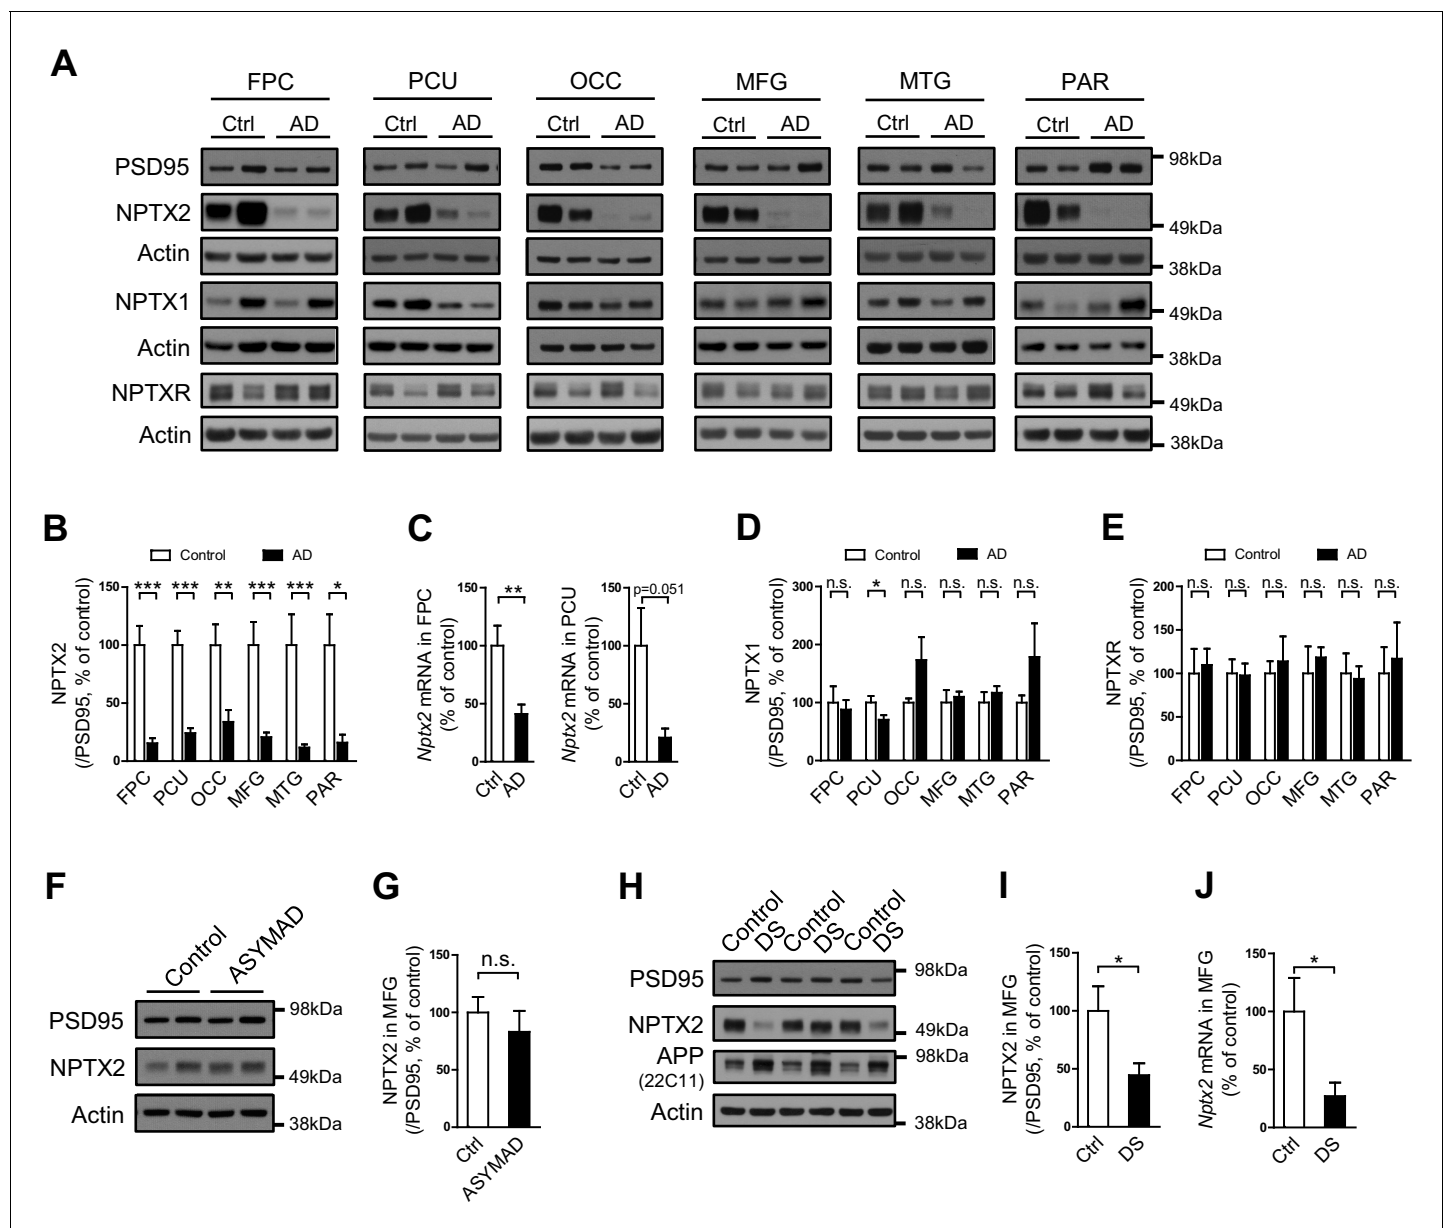 A
FPC PCU OCC MFG MTG PAR
Ctrl AD Ctrl AD Ctrl AD Ctrl AD Ctrl AD Ctrl AD
PSD95 98kDa
NPTX2 49kDa
Actin 38kDa
NPTX1 49kDa
Actin 38kDa
NPTXR 49kDa
Actin 38kDa
B
Control AD
NPTX2
(/PSD95, % of control)
150
100
50
0
*** *** ** *** *** *
FPC PCU OCC MFG MTG PAR
C
Nptx2 mRNA in FPC
(% of control)
150
100
50
0
**
Ctrl AD
Nptx2 mRNA in PCU
(% of control)
150
100
50
0
p=0.051
Ctrl AD
D
Control AD
NPTX1
(/PSD95, % of control)
300
200
100
0
n.s. * n.s. n.s. n.s. n.s.
FPC PCU OCC MFG MTG PAR
E
Control AD
NPTXR
(/PSD95, % of control)
200
150
100
50
0
n.s. n.s. n.s. n.s. n.s. n.s.
FPC PCU OCC MFG MTG PAR
F
Control ASYMAD
PSD95 98kDa
NPTX2 49kDa
Actin 38kDa
G
NPTX2 in MFG
(/PSD95, % of control)
150
100
50
0
n.s.
Ctrl ASYMAD
H
Control DS Control DS Control DS
PSD95 98kDa
NPTX2 49kDa
APP 98kDa
(22C11)
Actin 38kDa
I
NPTX2 in MFG
(/PSD95, % of control)
150
100
50
0
*
Ctrl DS
J
Nptx2 mRNA in MFG
(% of control)
150
100
50
0
*
Ctrl DS